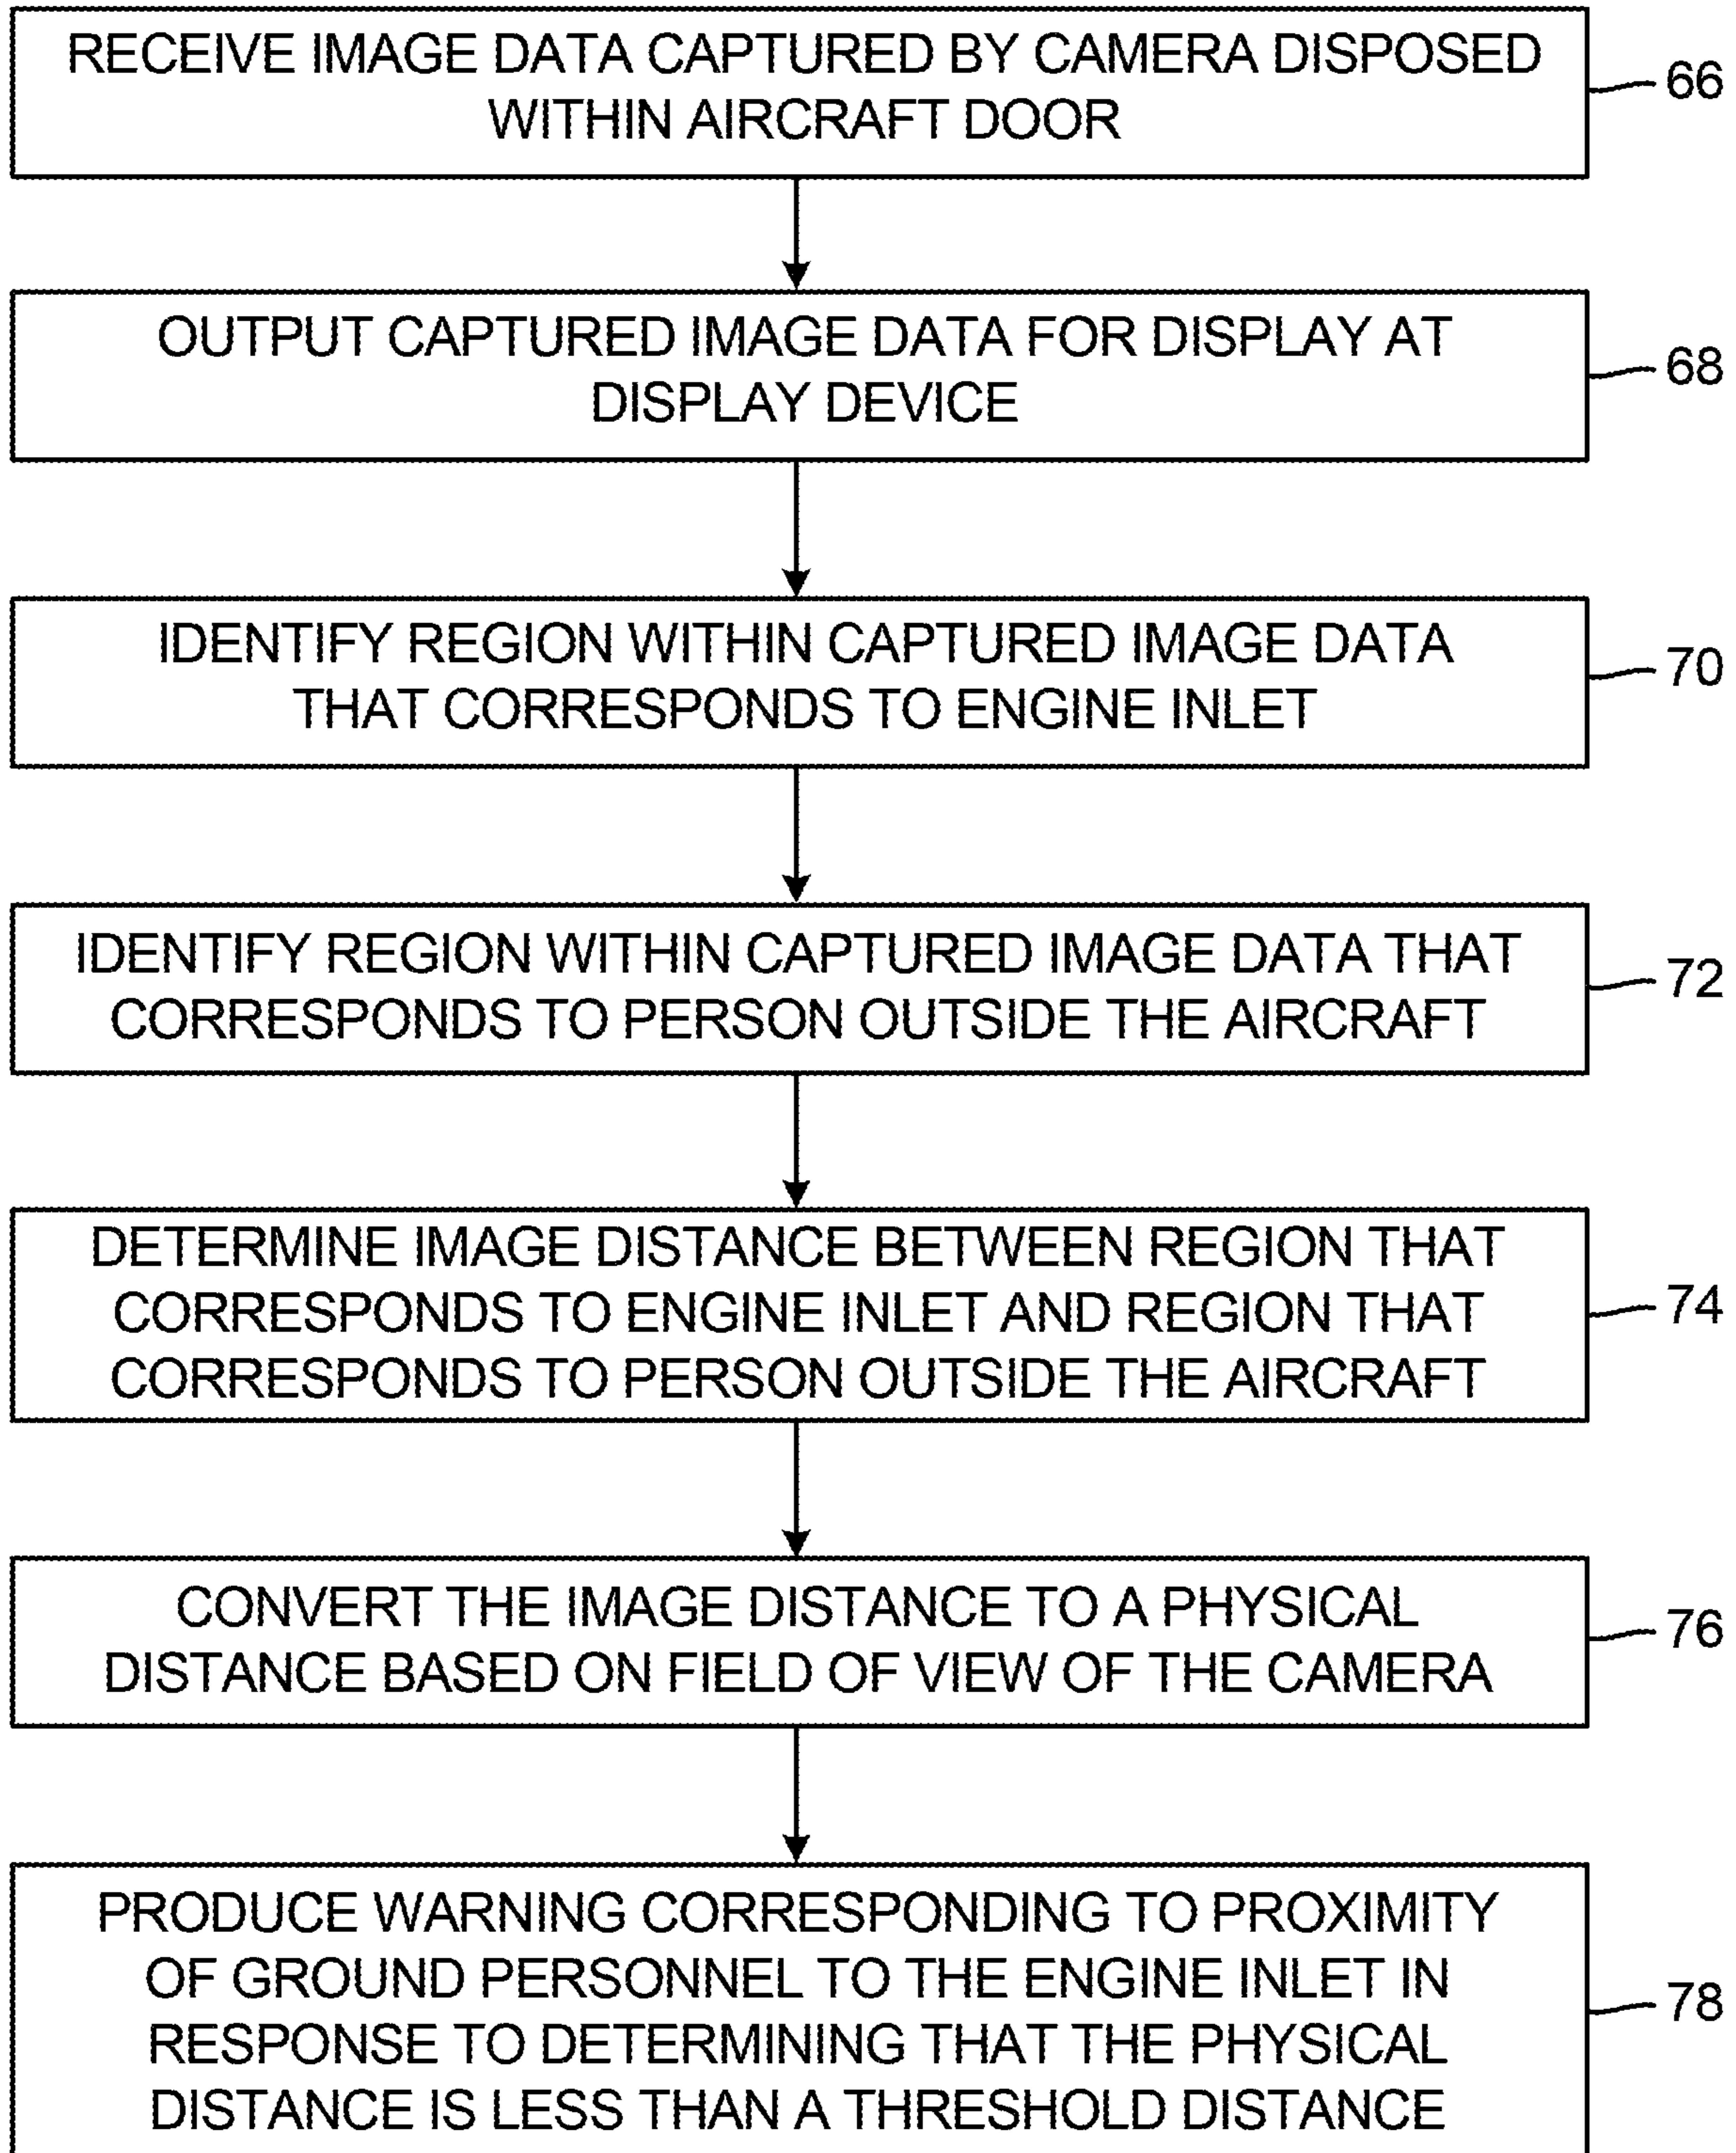 RECEIVE IMAGE DATA CAPTURED BY CAMERA DISPOSED
WITHIN AIRCRAFT DOOR
66
OUTPUT CAPTURED IMAGE DATA FOR DISPLAY AT
DISPLAY DEVICE
68
IDENTIFY REGION WITHIN CAPTURED IMAGE DATA
THAT CORRESPONDS TO ENGINE INLET
70
IDENTIFY REGION WITHIN CAPTURED IMAGE DATA THAT
CORRESPONDS TO PERSON OUTSIDE THE AIRCRAFT
72
DETERMINE IMAGE DISTANCE BETWEEN REGION THAT
CORRESPONDS TO ENGINE INLET AND REGION THAT
CORRESPONDS TO PERSON OUTSIDE THE AIRCRAFT
74
CONVERT THE IMAGE DISTANCE TO A PHYSICAL
DISTANCE BASED ON FIELD OF VIEW OF THE CAMERA
76
PRODUCE WARNING CORRESPONDING TO PROXIMITY
OF GROUND PERSONNEL TO THE ENGINE INLET IN
RESPONSE TO DETERMINING THAT THE PHYSICAL
DISTANCE IS LESS THAN A THRESHOLD DISTANCE
78